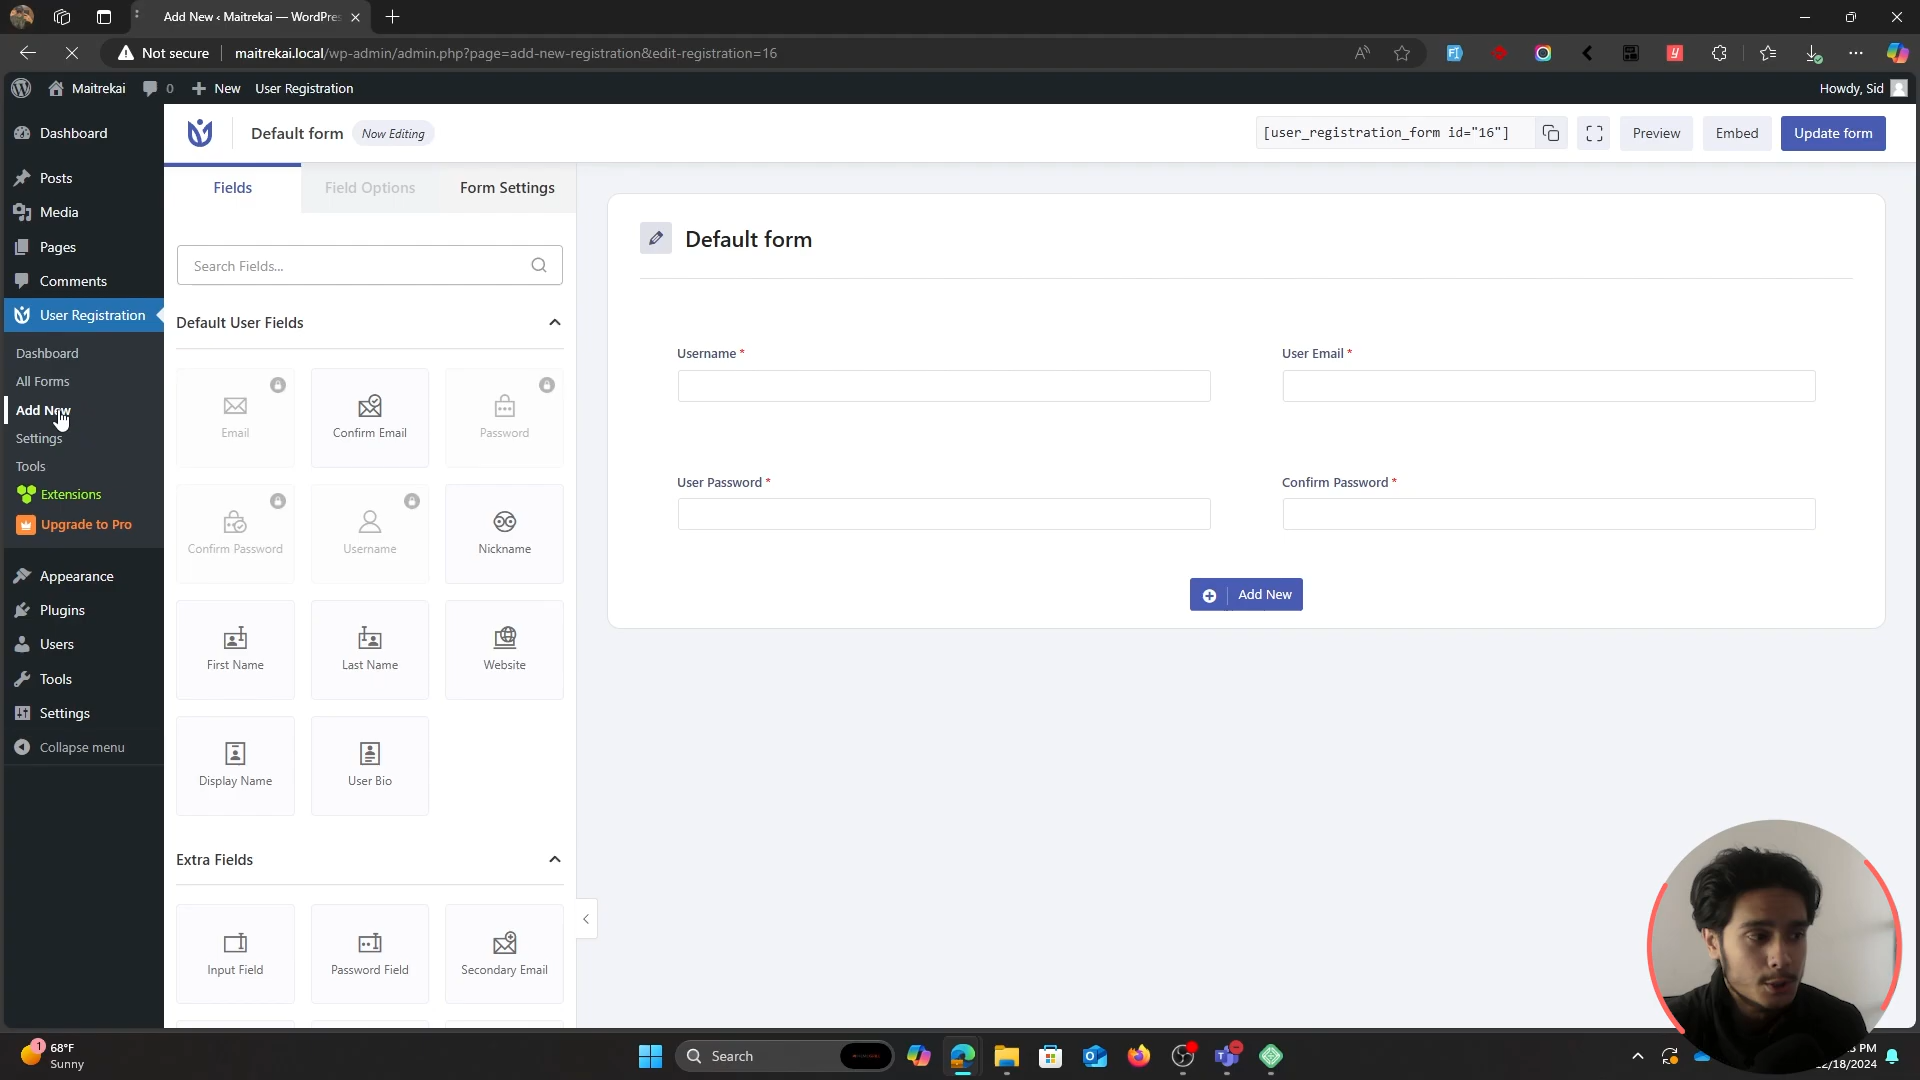 Add New ‹ Maitrekai — WordPres
Not secure
maitrekai.local/wp-admin/admin.php?page=add-new-registration&edit-registration=16
Maitrekai
0
New
User Registration
Howdy, Sid
Dashboard
Posts
Media
Pages
Comments
User Registration
Dashboard
All Forms
Add New
Settings
Tools
Extensions
Upgrade to Pro
Appearance
Plugins
Users
Tools
Settings
Collapse menu
Default form
Now Editing
[user_registration_form id="16"]
Preview
Embed
Update form
Fields
Field Options
Form Settings
Search Fields...
Default User Fields
Email
Confirm Email
Password
Confirm Password
Username
Nickname
First Name
Last Name
Website
Display Name
User Bio
Extra Fields
Input Field
Password Field
Secondary Email
Default form
Username *
User Email *
User Password *
Confirm Password *
Add New
1
68°F
Sunny
Search
PM
12/18/2024